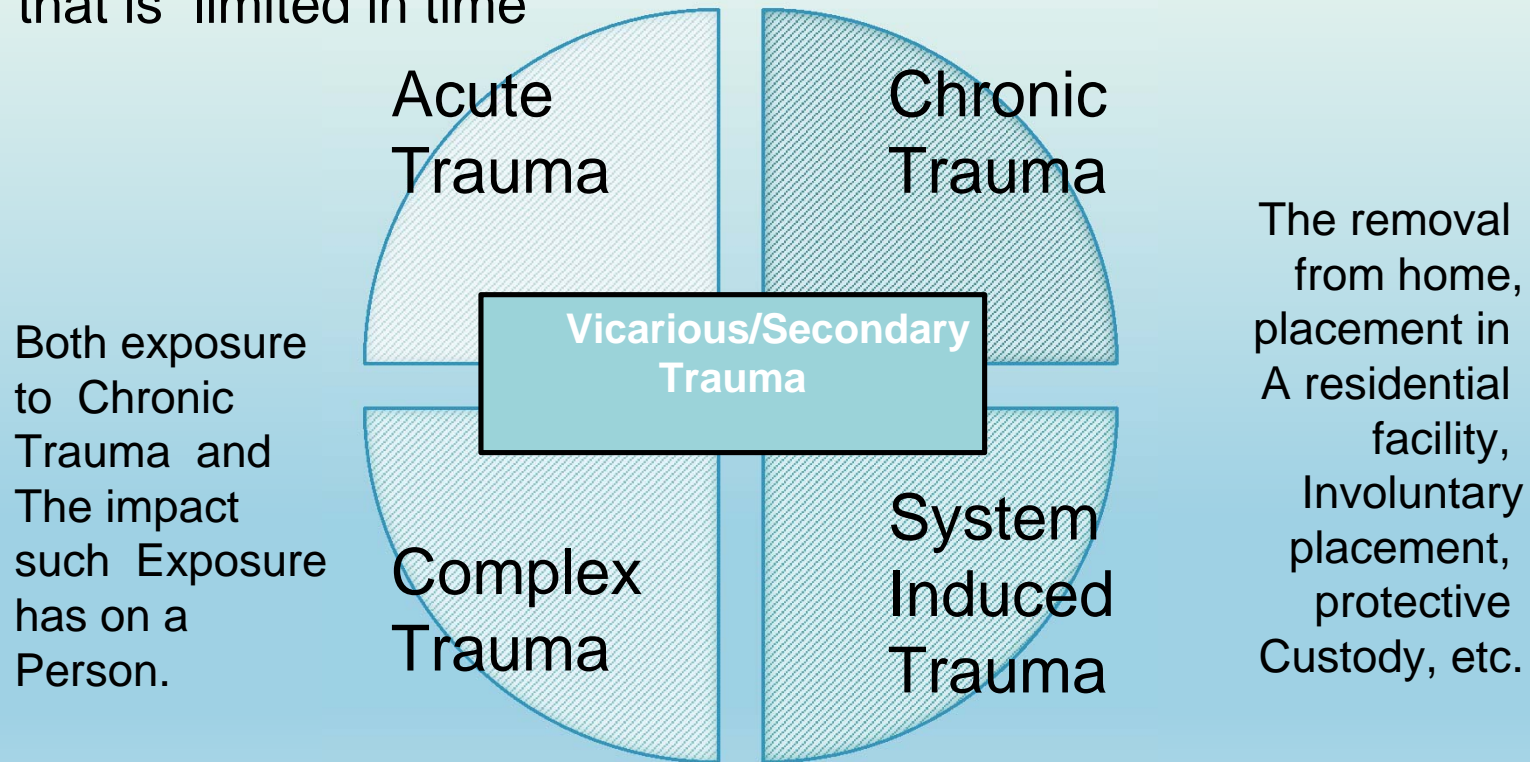 that is limited in time
Acute
Trauma
Chronic
Trauma
The removal
from home,
placement in
A residential
facility,
Involuntary
placement,
protective
Custody, etc.
Vicarious/Secondary
Trauma
Both exposure
to Chronic
Trauma and
The impact
such Exposure
has on a
Person.
Complex
Trauma
System
Induced
Trauma